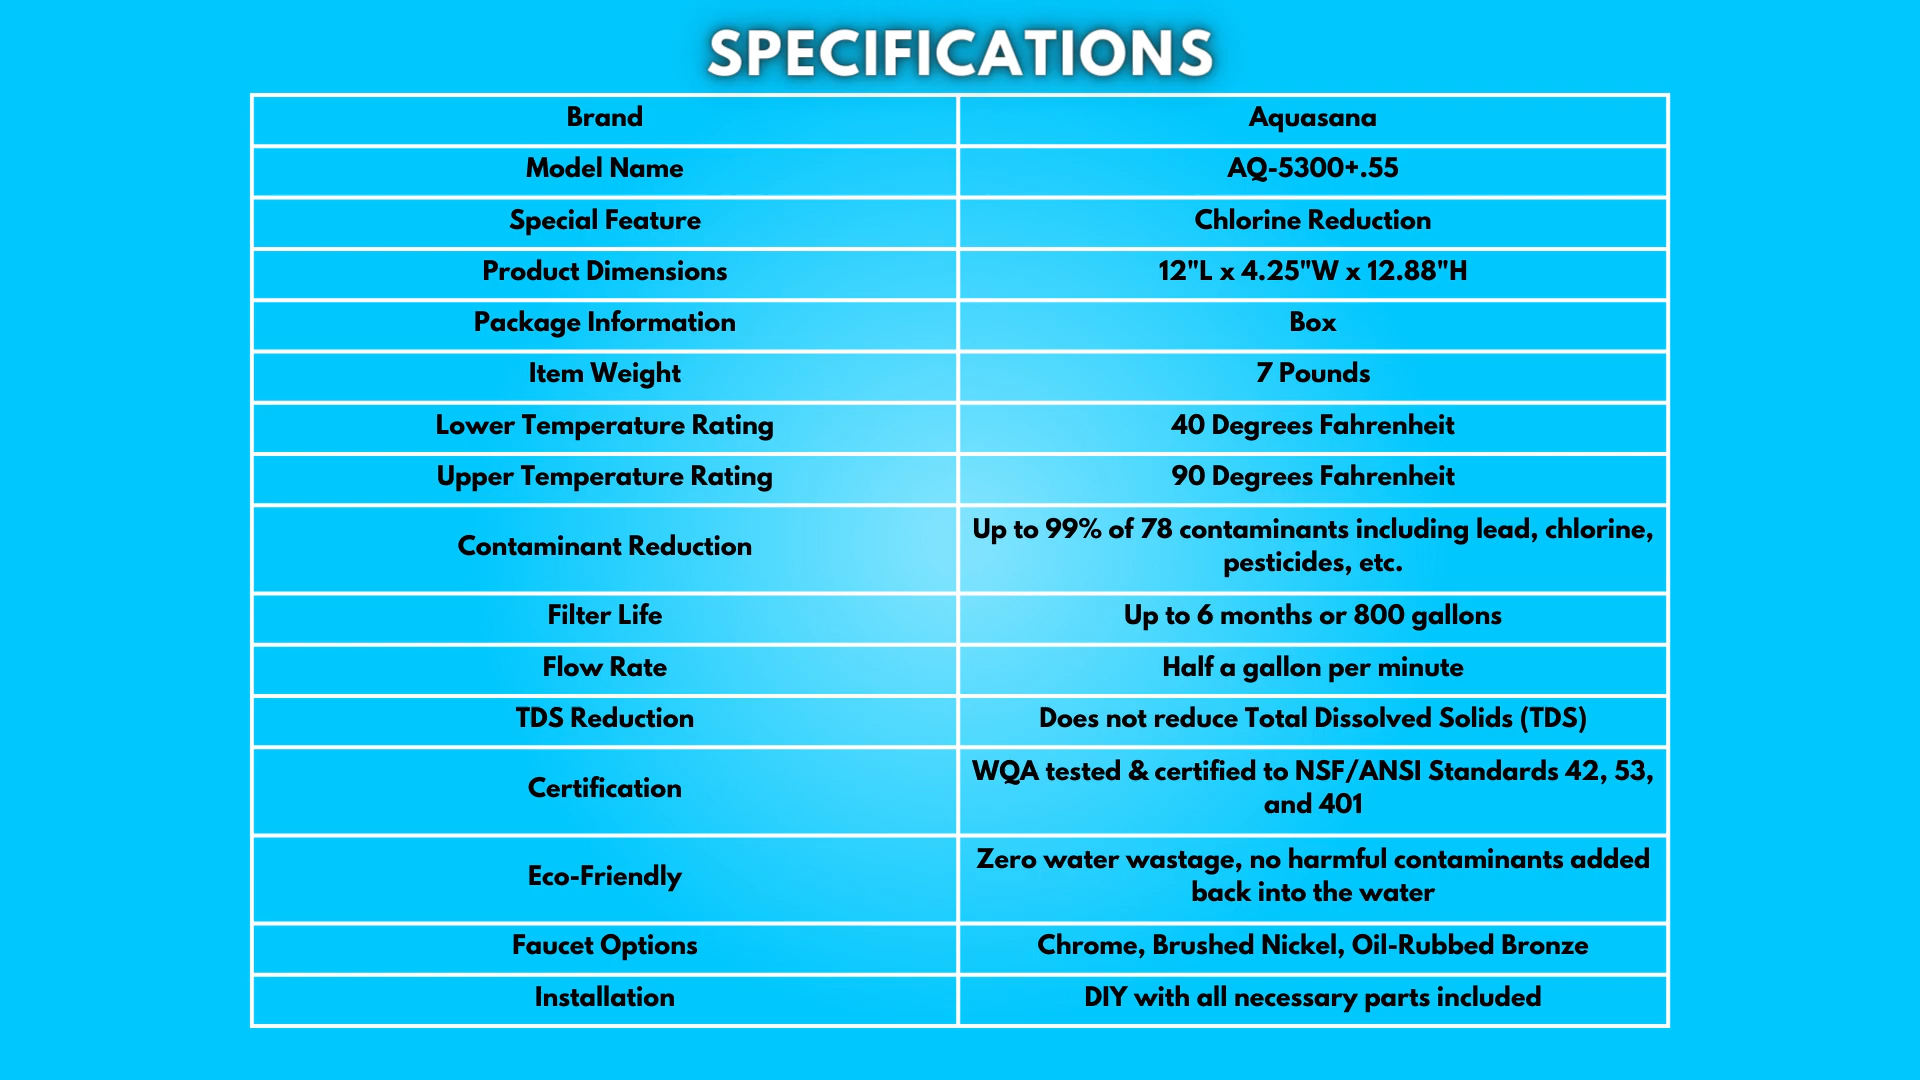 SPECIFICATIONS
Brand
Aquasana
Model Name
AQ-5300+.55
Special Feature
Chlorine Reduction
Product Dimensions
12"L x 4.25"W x 12.88"H
Package Information
Box
Item Weight
7 Pounds
Lower Temperature Rating
40 Degrees Fahrenheit
Upper Temperature Rating
90 Degrees Fahrenheit
Contaminant Reduction
Up to 99% of 78 contaminants including lead, chlorine,
pesticides, etc.
Filter Life
Up to 6 months or 800 gallons
Flow Rate
Half a gallon per minute
TDS Reduction
Does not reduce Total Dissolved Solids (TDS)
Certification
WQA tested & certified to NSF/ANSI Standards 42, 53,
and 401
Eco-Friendly
Zero water wastage, no harmful contaminants added
back into the water
Faucet Options
Chrome, Brushed Nickel, Oil-Rubbed Bronze
Installation
DIY with all necessary parts included